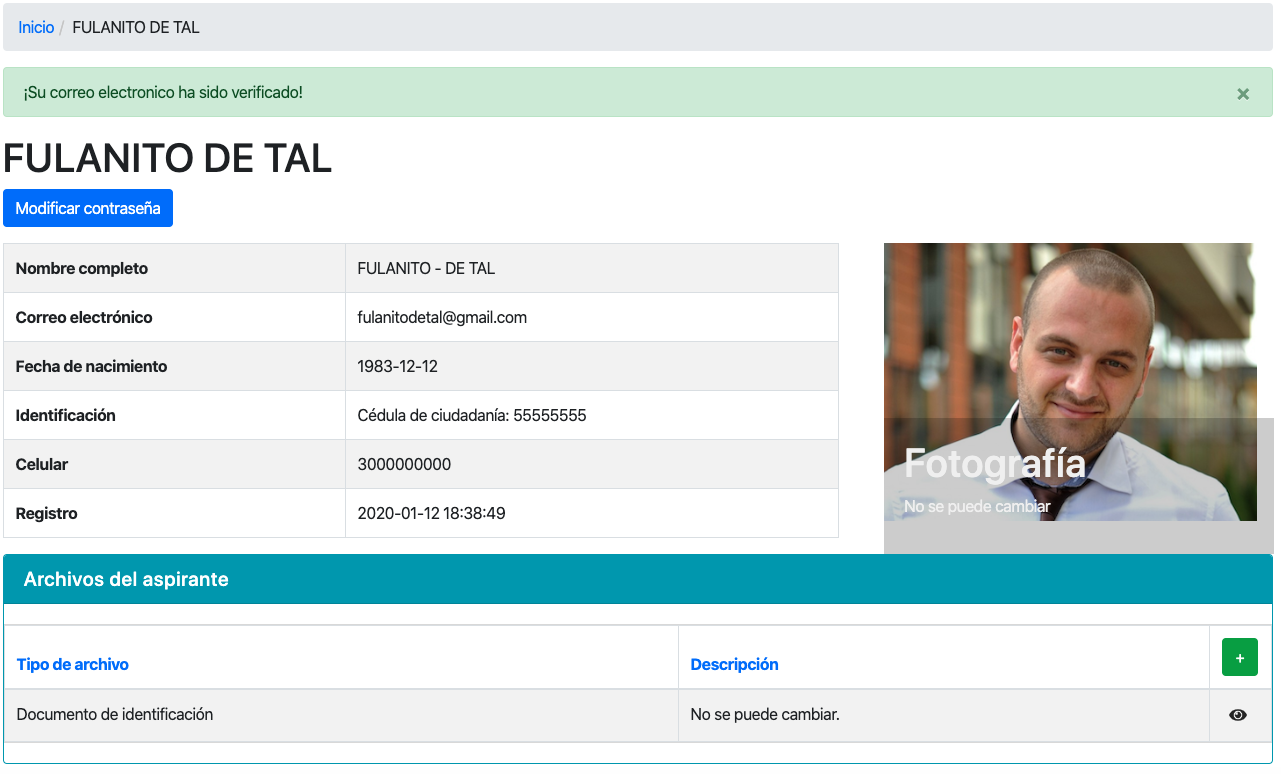 Inicio / FULANITO DE TAL
¡Su correo electronico ha sido verificado! ×
FULANITO DE TAL
Modificar contraseña
Nombre completo FULANITO - DE TAL
Correo electrónico fulanitodetal@gmail.com
Fecha de nacimiento 1983-12-12
Identificación Cédula de ciudadanía: 55555555
Celular 3000000000
Registro 2020-01-12 18:38:49
Fotografía
No se puede cambiar
Archivos del aspirante
Tipo de archivo Descripción +
Documento de identificación No se puede cambiar.